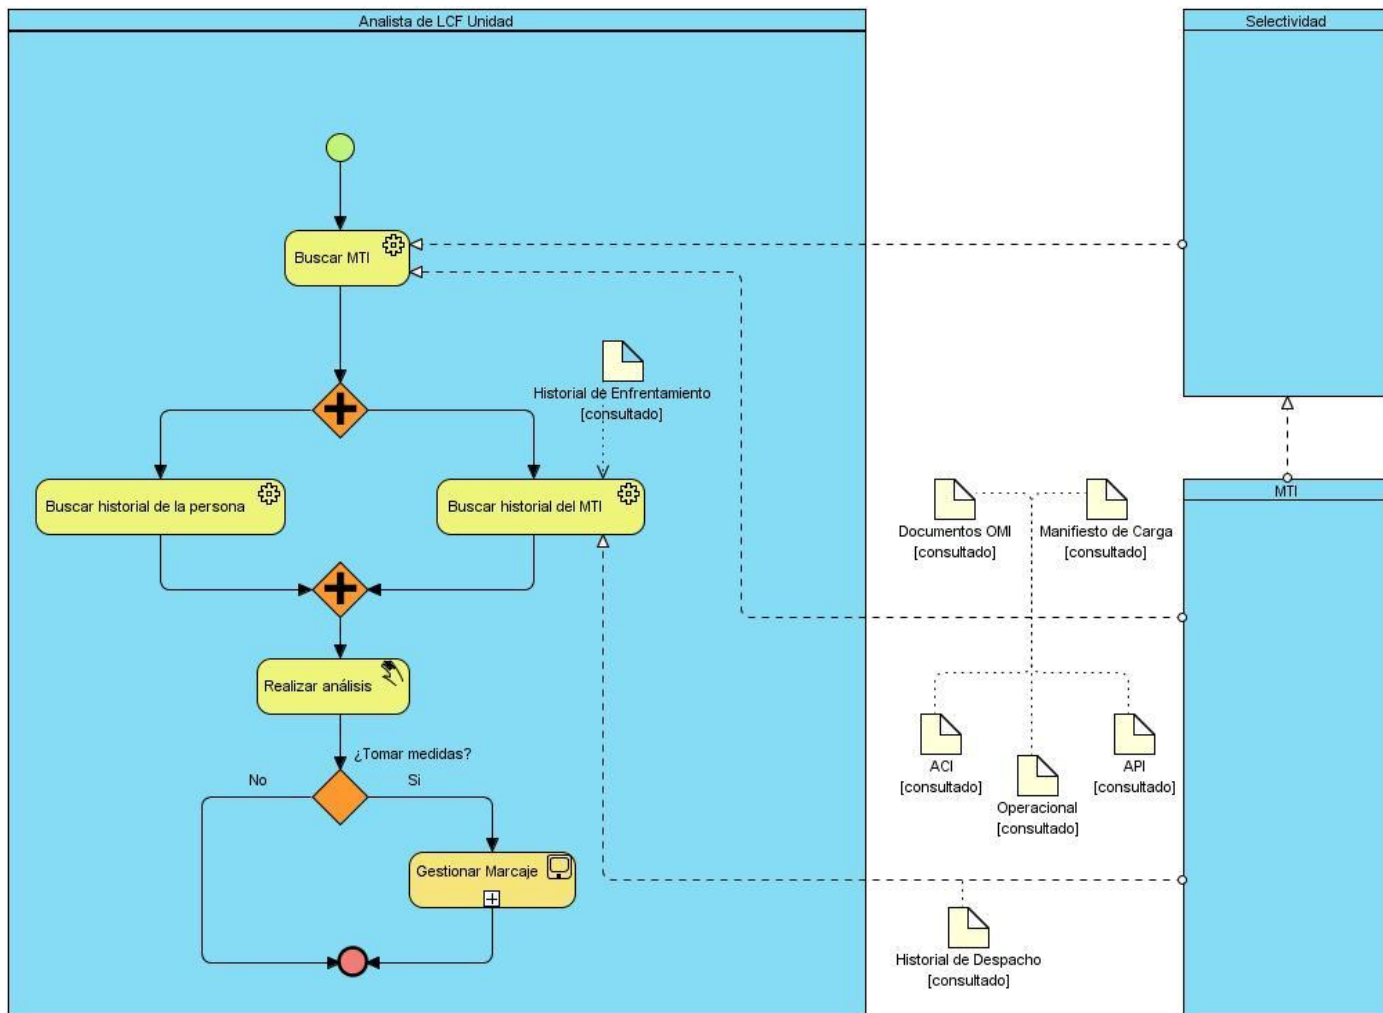 Analista de LCF Unidad
Selectividad
Buscar MTI
Historial de Enfrentamiento
[consultado]
Buscar historial de la persona
Buscar historial del MTI
MTI
Documentos OMI
[consultado]
Manifiesto de Carga
[consultado]
Realizar análisis
¿Tomar medidas?
No
Si
ACI
[consultado]
API
[consultado]
Operacional
[consultado]
Gestionar Marcaje
Historial de Despacho
[consultado]